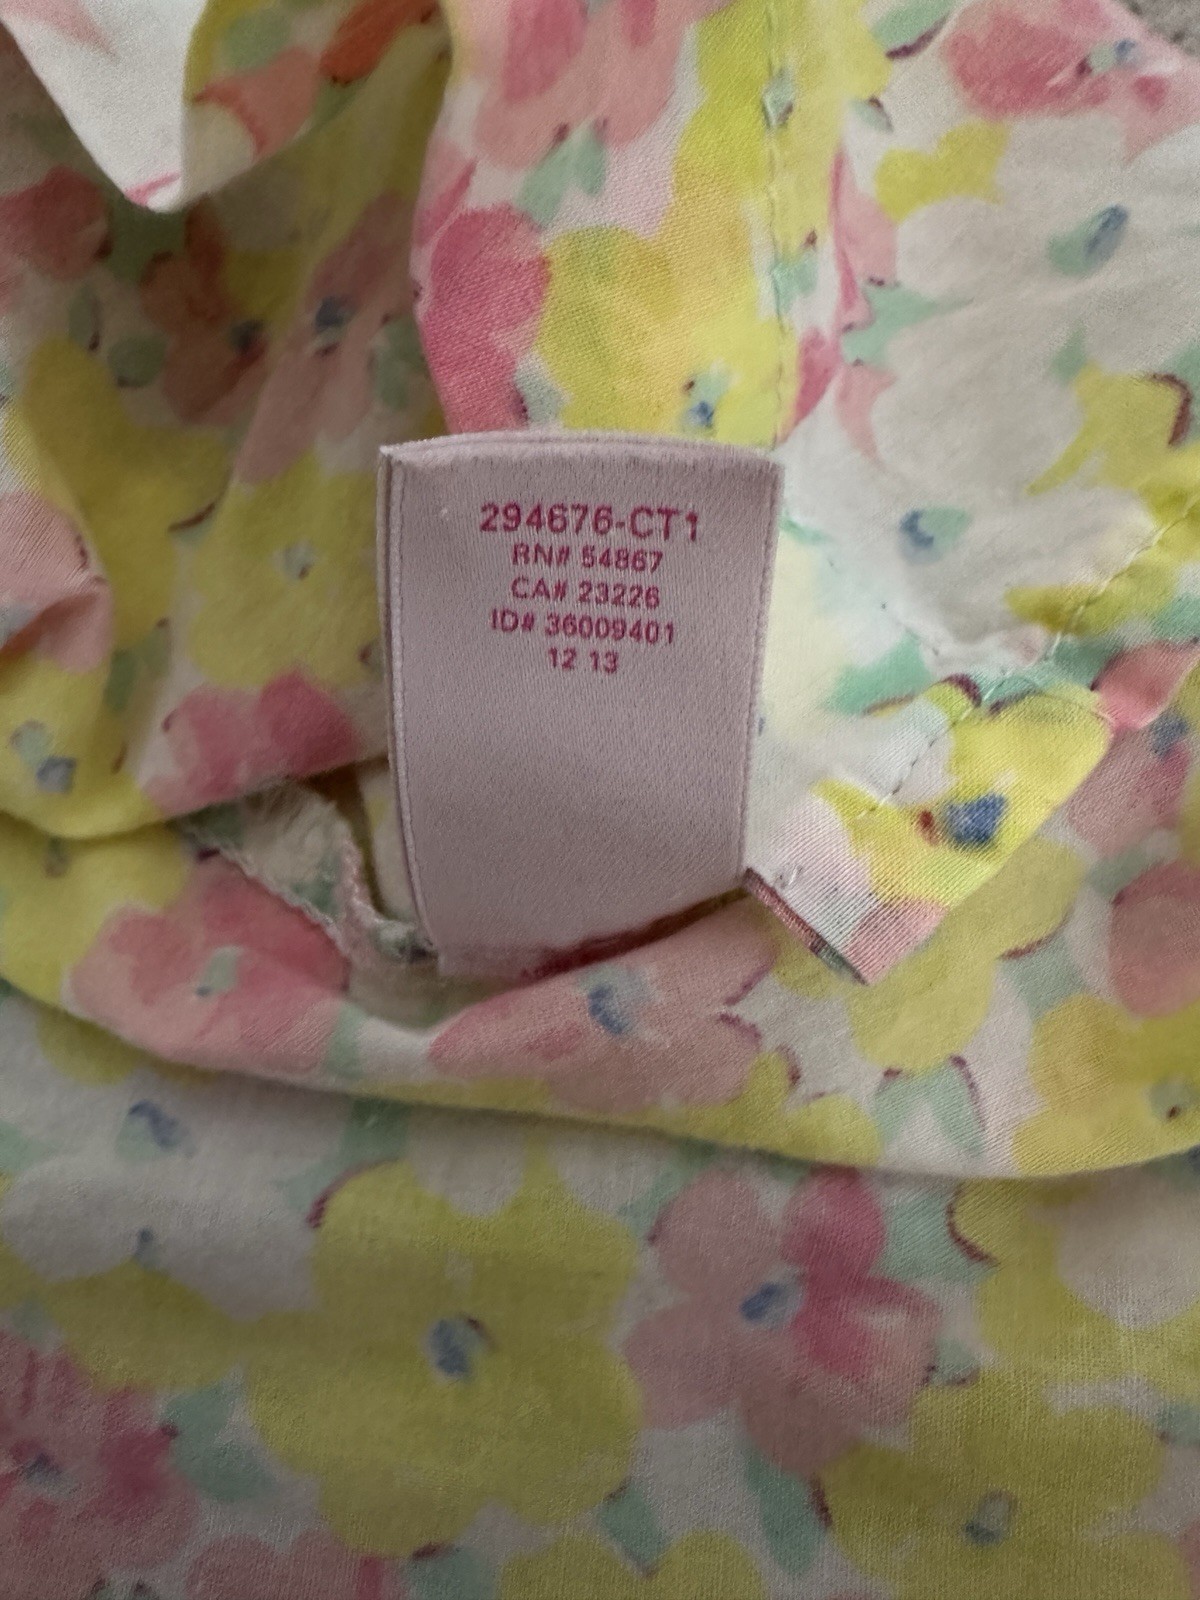 294676-CT1
RN# 54867
CA# 23226
ID# 36009401
12 13